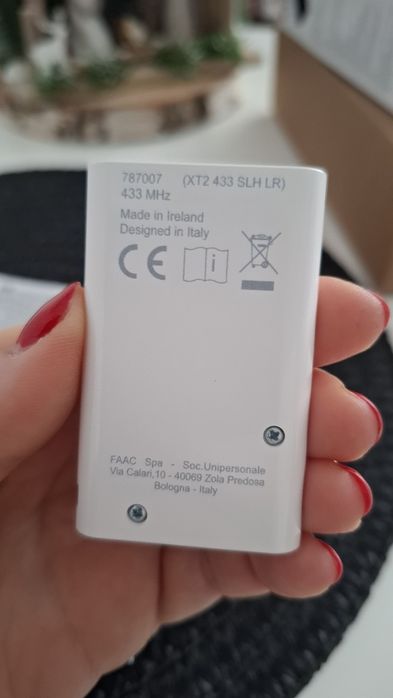 787007 (XT2 433 SLH LR)
433 MHz
Made in Ireland
Designed in Italy
CE
i
FAAC Spa - Soc.Unipersonale
Via Calari,10 - 40069 Zola Predosa
Bologna - Italy